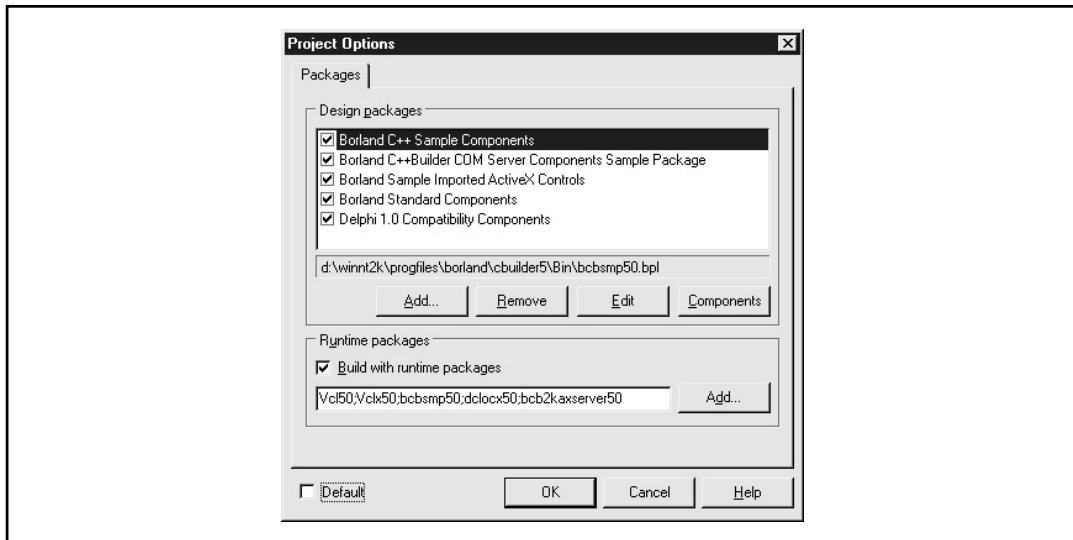 Project Options
Packages
Design packages
Borland C++ Sample Components
Borland C++Builder COM Server Components Sample Package
Borland Sample Imported ActiveX Controls
Borland Standard Components
Delphi 1.0 Compatibility Components
d:\winnt2k\progfiles\borland\cbuilder5\Bin\bcbsmp50.bpl
Add... Remove Edit Components
Runtime packages
Build with runtime packages
Vcl50;Vclx50;bcbsmp50;dclocx50;bcb2kaxserver50 Add...
Default OK Cancel Help